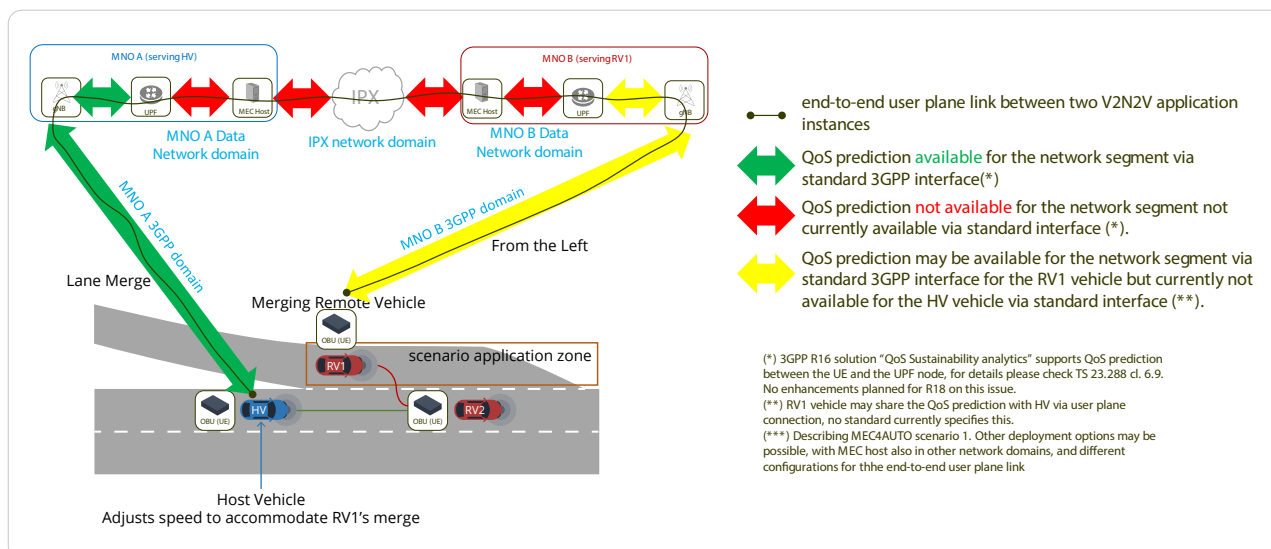 MNO A (serving HV)
gNB
UPF
MEC Host
IPX
MNO B (serving RV1)
MEC Host
UPF
gNB
MNO A Data
Network domain
IPX network domain
MNO B Data
Network domain
MNO A 3GPP domain
MNO B 3GPP domain
From the Left
Lane Merge
Merging Remote Vehicle
OBU (UE)
scenario application zone
RV1
OBU (UE)
HV
OBU (UE)
RV2
Host Vehicle
Adjusts speed to accommodate RV1's merge
end-to-end user plane link between two V2N2V application
instances
QoS prediction available for the network segment via
standard 3GPP interface(*)
QoS prediction not available for the network segment not
currently available via standard interface (*).
QoS prediction may be available for the network segment via
standard 3GPP interface for the RV1 vehicle but currently not
available for the HV vehicle via standard interface (**).
(*) 3GPP R16 solution “QoS Sustainability analytics” supports QoS prediction
between the UE and the UPF node, for details please check TS 23.288 cl. 6.9.
No enhancements planned for R18 on this issue.
(**) RV1 vehicle may share the QoS prediction with HV via user plane
connection, no standard currently specifies this.
(***) Describing MEC4AUTO scenario 1. Other deployment options may be
possible, with MEC host also in other network domains, and different
configurations for thhe end-to-end user plane link